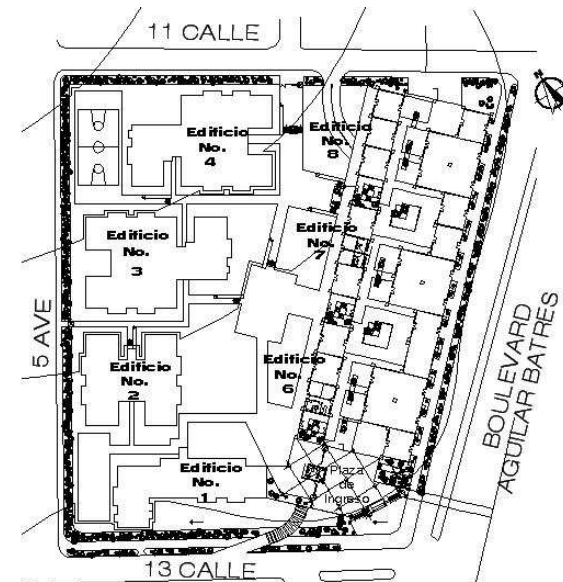 11 CALLE
N
Edificio
No.
4
Edificio
No.
8
Edificio
No.
3
Edificio
No.
7
5 AVE
Edificio
No.
2
Edificio
No.
6
BOULEVARD
AGUILAR BATRES
Edificio
No.
1
Plaza
de
Ingreso
13 CALLE